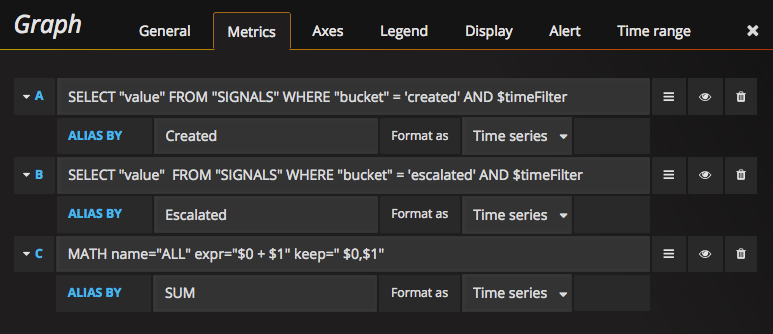 Graph General Metrics Axes Legend Display Alert Time range
A SELECT "value" FROM "SIGNALS" WHERE "bucket" = 'created' AND $timeFilter
ALIAS BY Created Format as Time series
B SELECT "value"  FROM "SIGNALS" WHERE "bucket" = 'escalated' AND $timeFilter
ALIAS BY Escalated Format as Time series
C MATH name="ALL" expr="$0 + $1" keep=" $0,$1"
ALIAS BY SUM Format as Time series